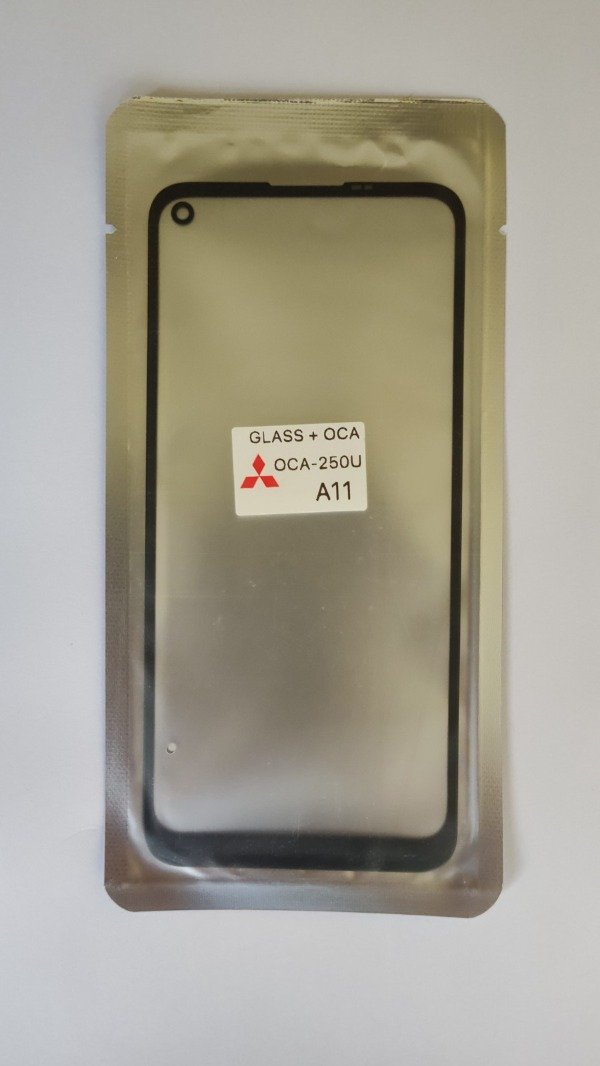 GLASS + OCA
OCA-250U
A11